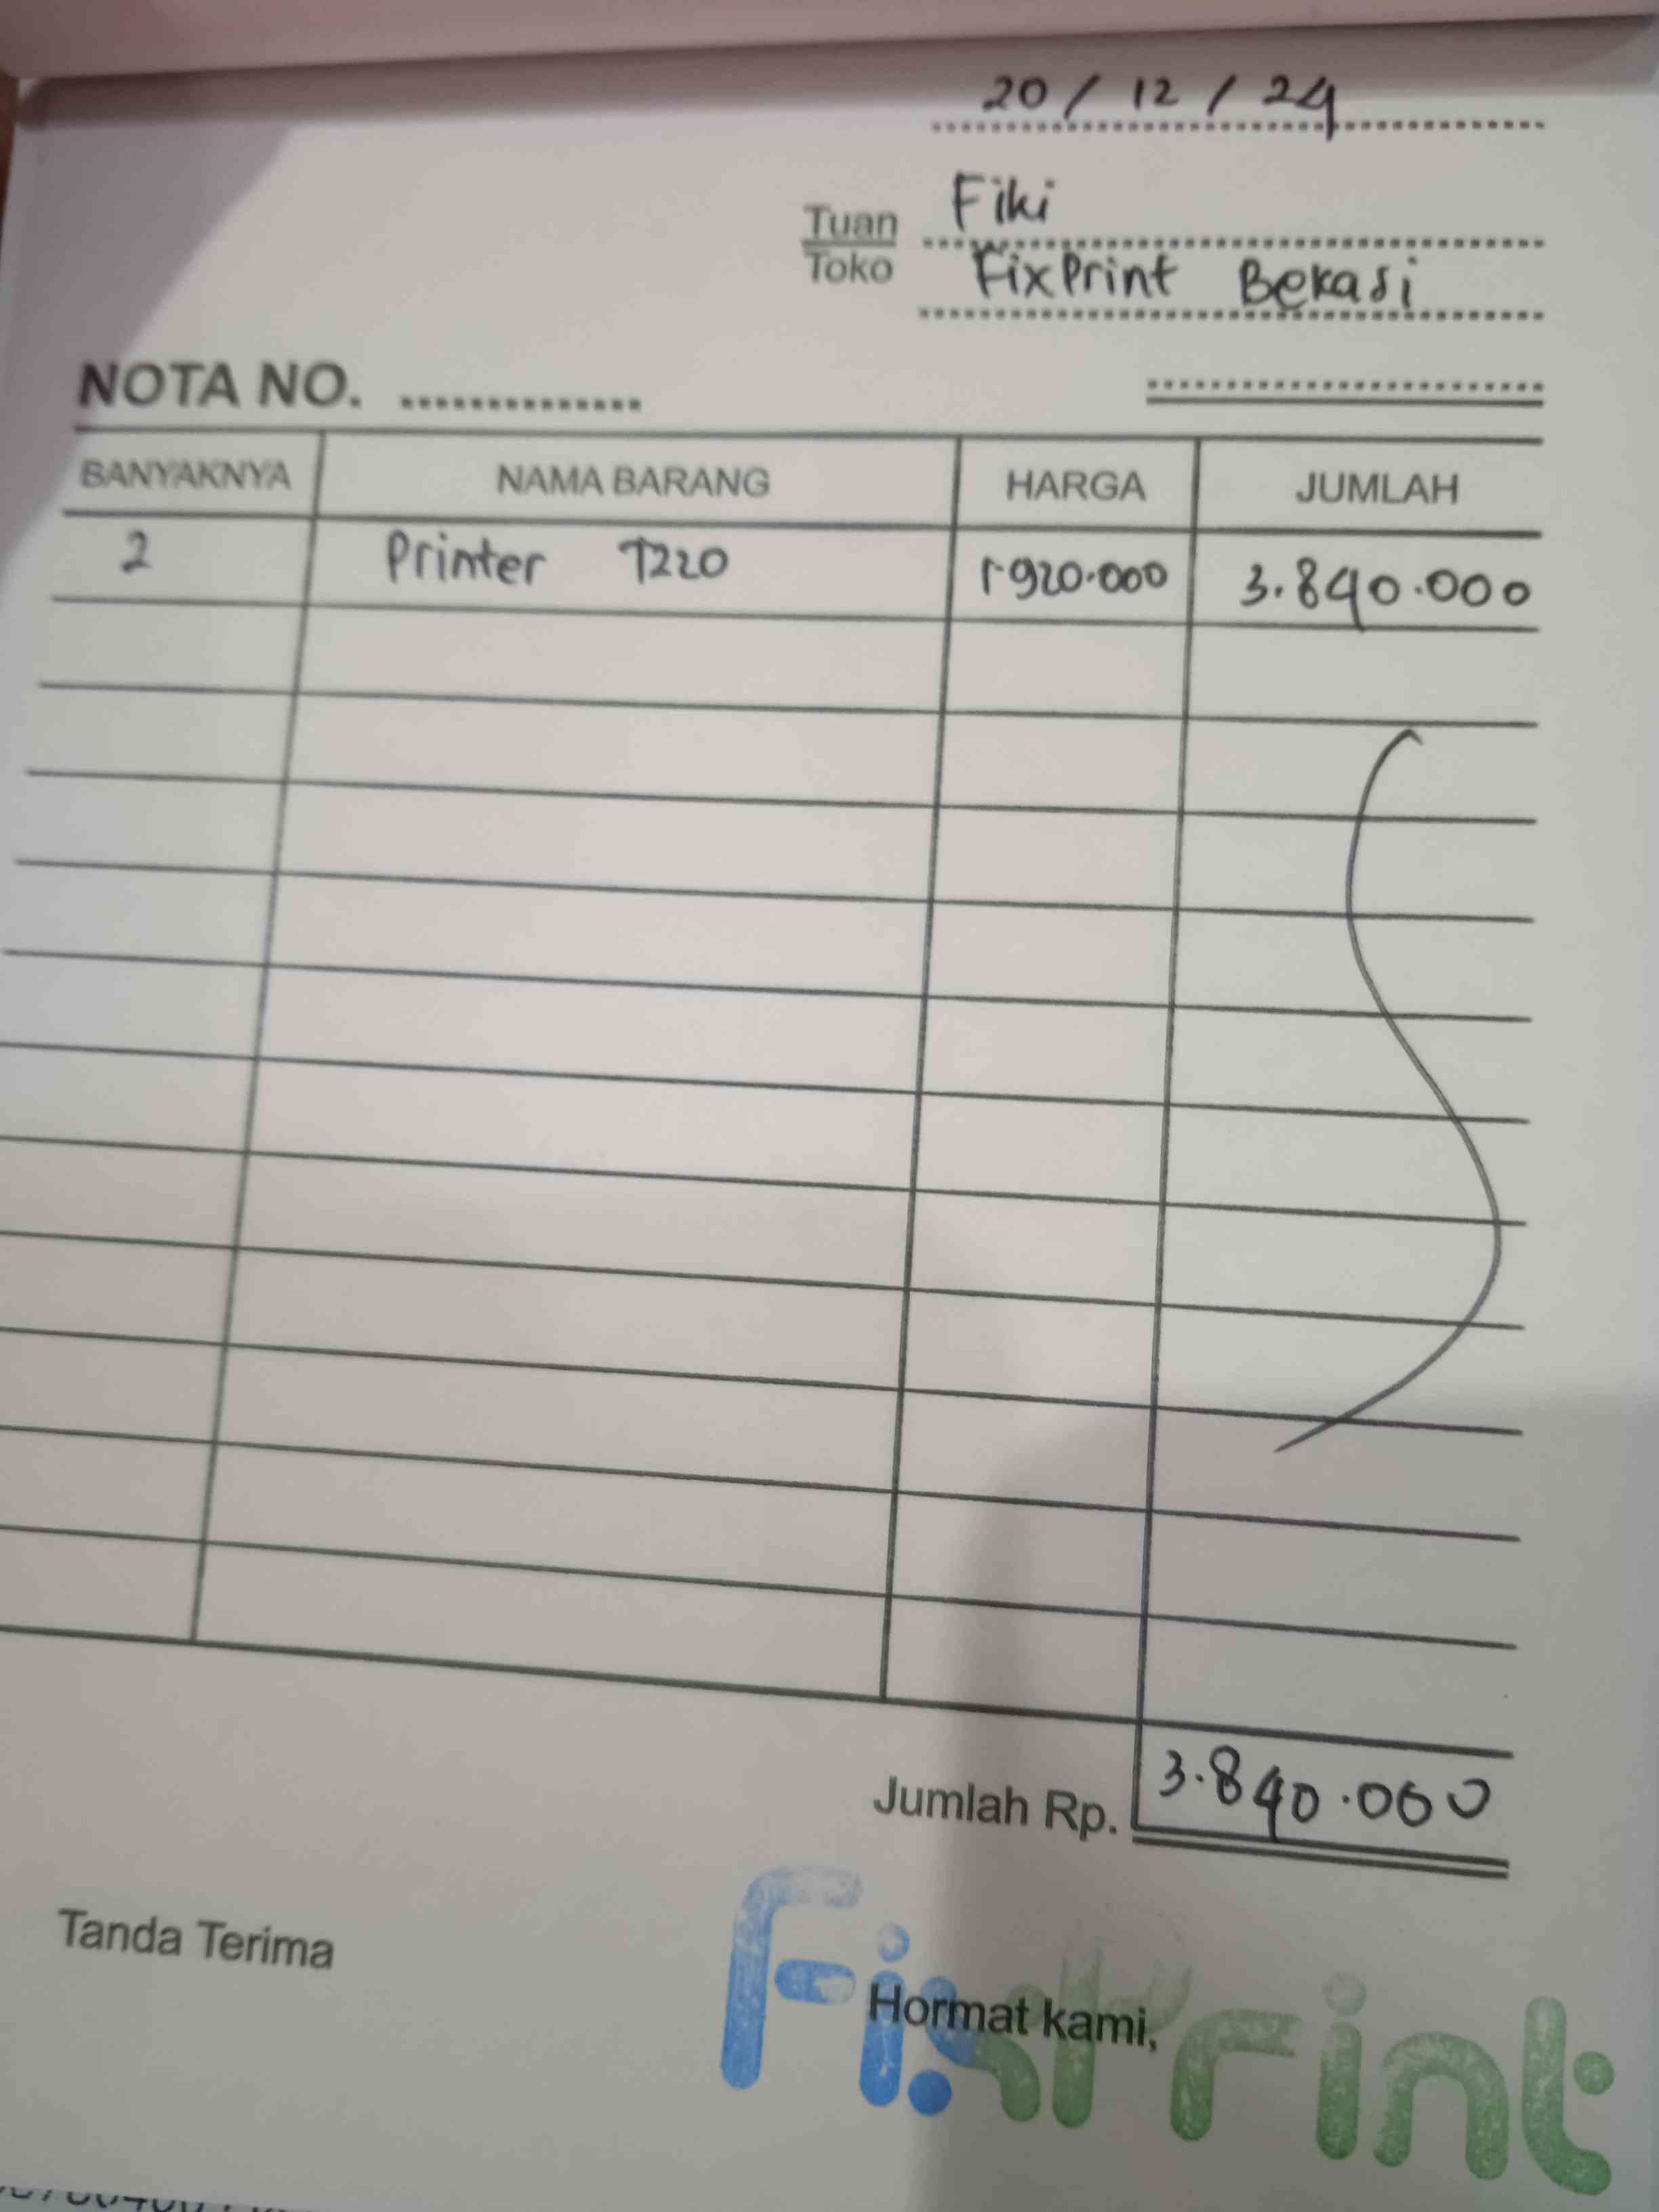 20 / 12 / 24
Tuan Fiki
Toko FixPrint Bekasi
NOTA NO. ..............
BANYAKNYA NAMA BARANG HARGA JUMLAH
2 Printer T220 1.920.000 3.840.000
Jumlah Rp. 3.840.000
Tanda Terima
Hormat kami,
FixPrint